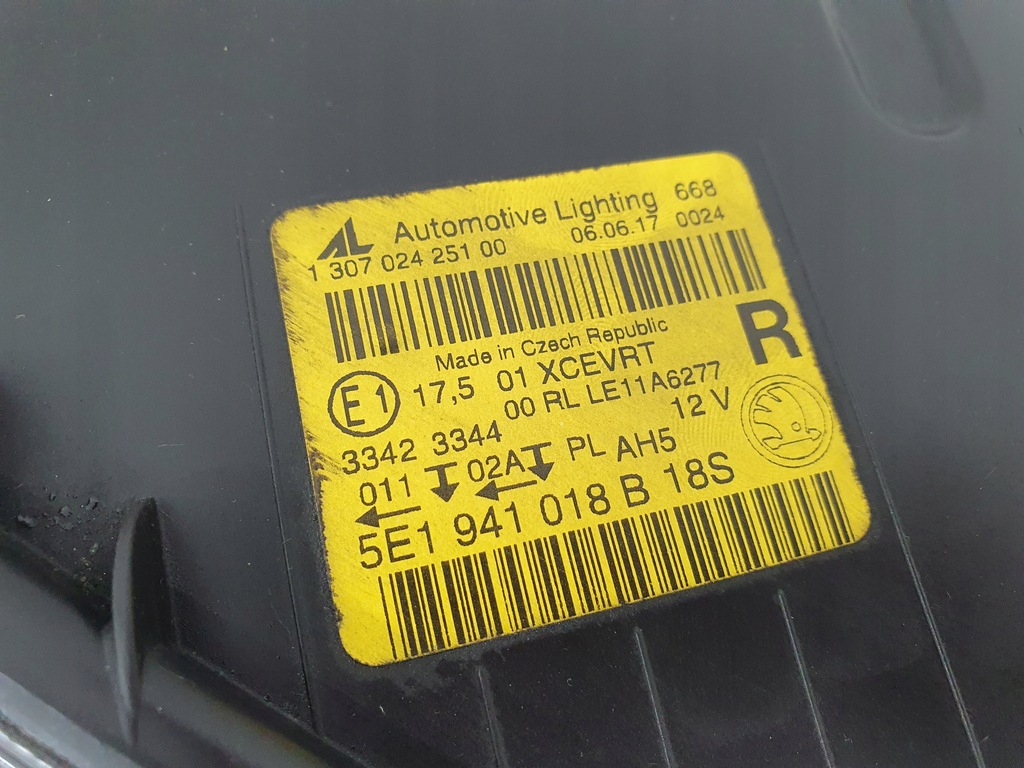 AL Automotive Lighting 668
1 307 024 251 00 06.06.17 0024
Made in Czech Republic
R
E1 17,5 01 XCEVRT
00 RL LE11A6277
3342 3344 12 V
011 02A PL AH5
5E1 941 018 B 18S